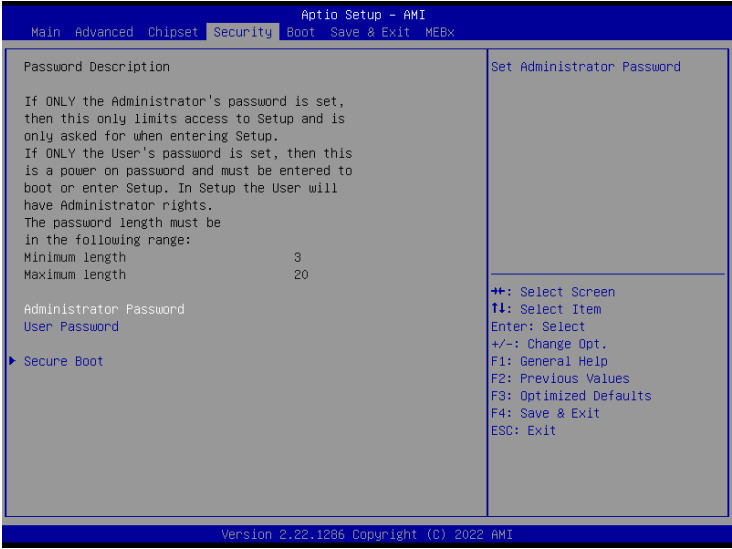 Aptio Setup - AMI
Main Advanced Chipset Security Boot Save & Exit MEBx
Password Description
If ONLY the Administrator's password is set,
then this only limits access to Setup and is
only asked for when entering Setup.
If ONLY the User's password is set, then this
is a power on password and must be entered to
boot or enter Setup. In Setup the User will
have Administrator rights.
The password length must be
in the following range:
Minimum length 3
Maximum length 20
Administrator Password
User Password
Secure Boot
Set Administrator Password
→←: Select Screen
↑↓: Select Item
Enter: Select
+/-: Change Opt.
F1: General Help
F2: Previous Values
F3: Optimized Defaults
F4: Save & Exit
ESC: Exit
Version 2.22.1286 Copyright (C) 2022 AMI